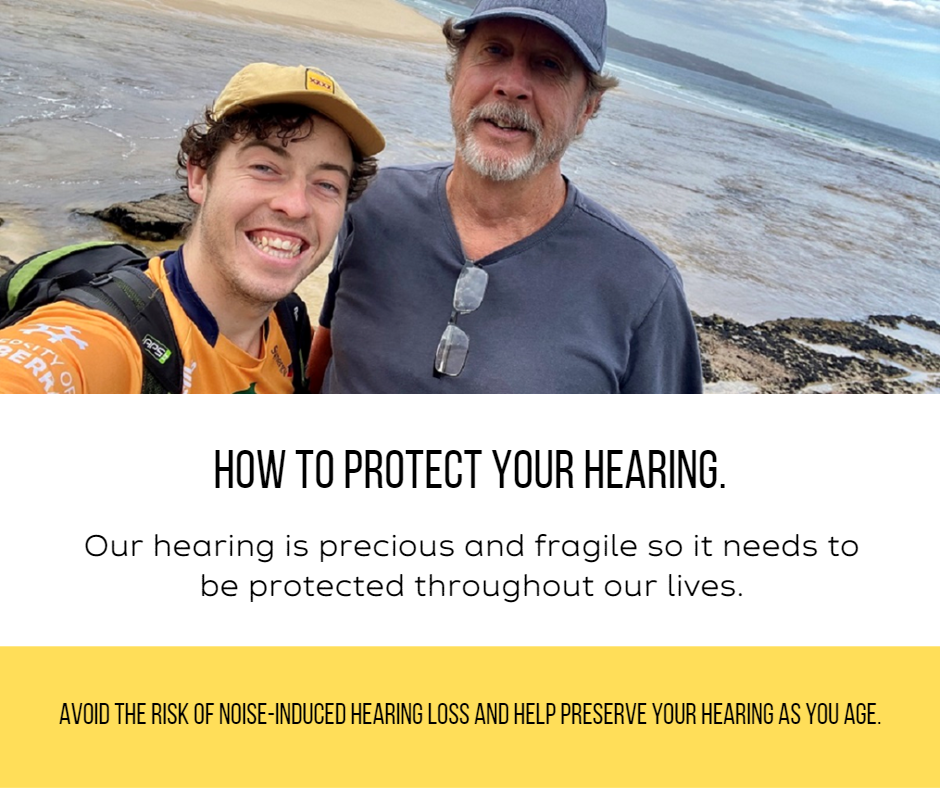 XXXX
HOW TO PROTECT YOUR HEARING.
Our hearing is precious and fragile so it needs to
be protected throughout our lives.
AVOID THE RISK OF NOISE-INDUCED HEARING LOSS AND HELP PRESERVE YOUR HEARING AS YOU AGE.